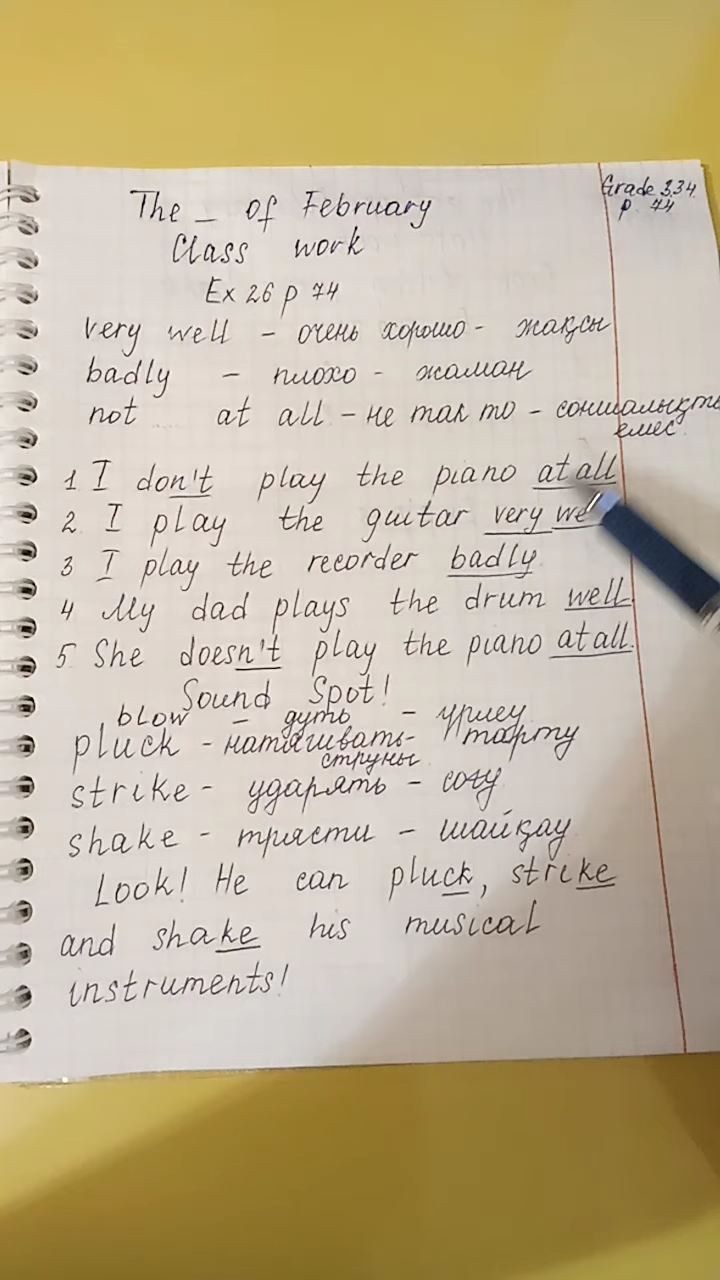 Grade 3.34.
p. 74
The _ of February
Class work
Ex 26 p 74
very well - очень хорошо - жақсы
badly - плохо - жаман
not at all - не так то - соншалықты
емес
1 I don't play the piano at all
2. I play the guitar very we
3 I play the recorder badly.
4 My dad plays the drum well.
5. She doesn't play the piano at all.
Sound Spot!
blow - дуть - үрлеу
pluck - натягивать - тарту
струны
strike - ударять - соғу
shake - трясти - шайқау
Look! He can pluck, strike
and shake his musical
instruments!